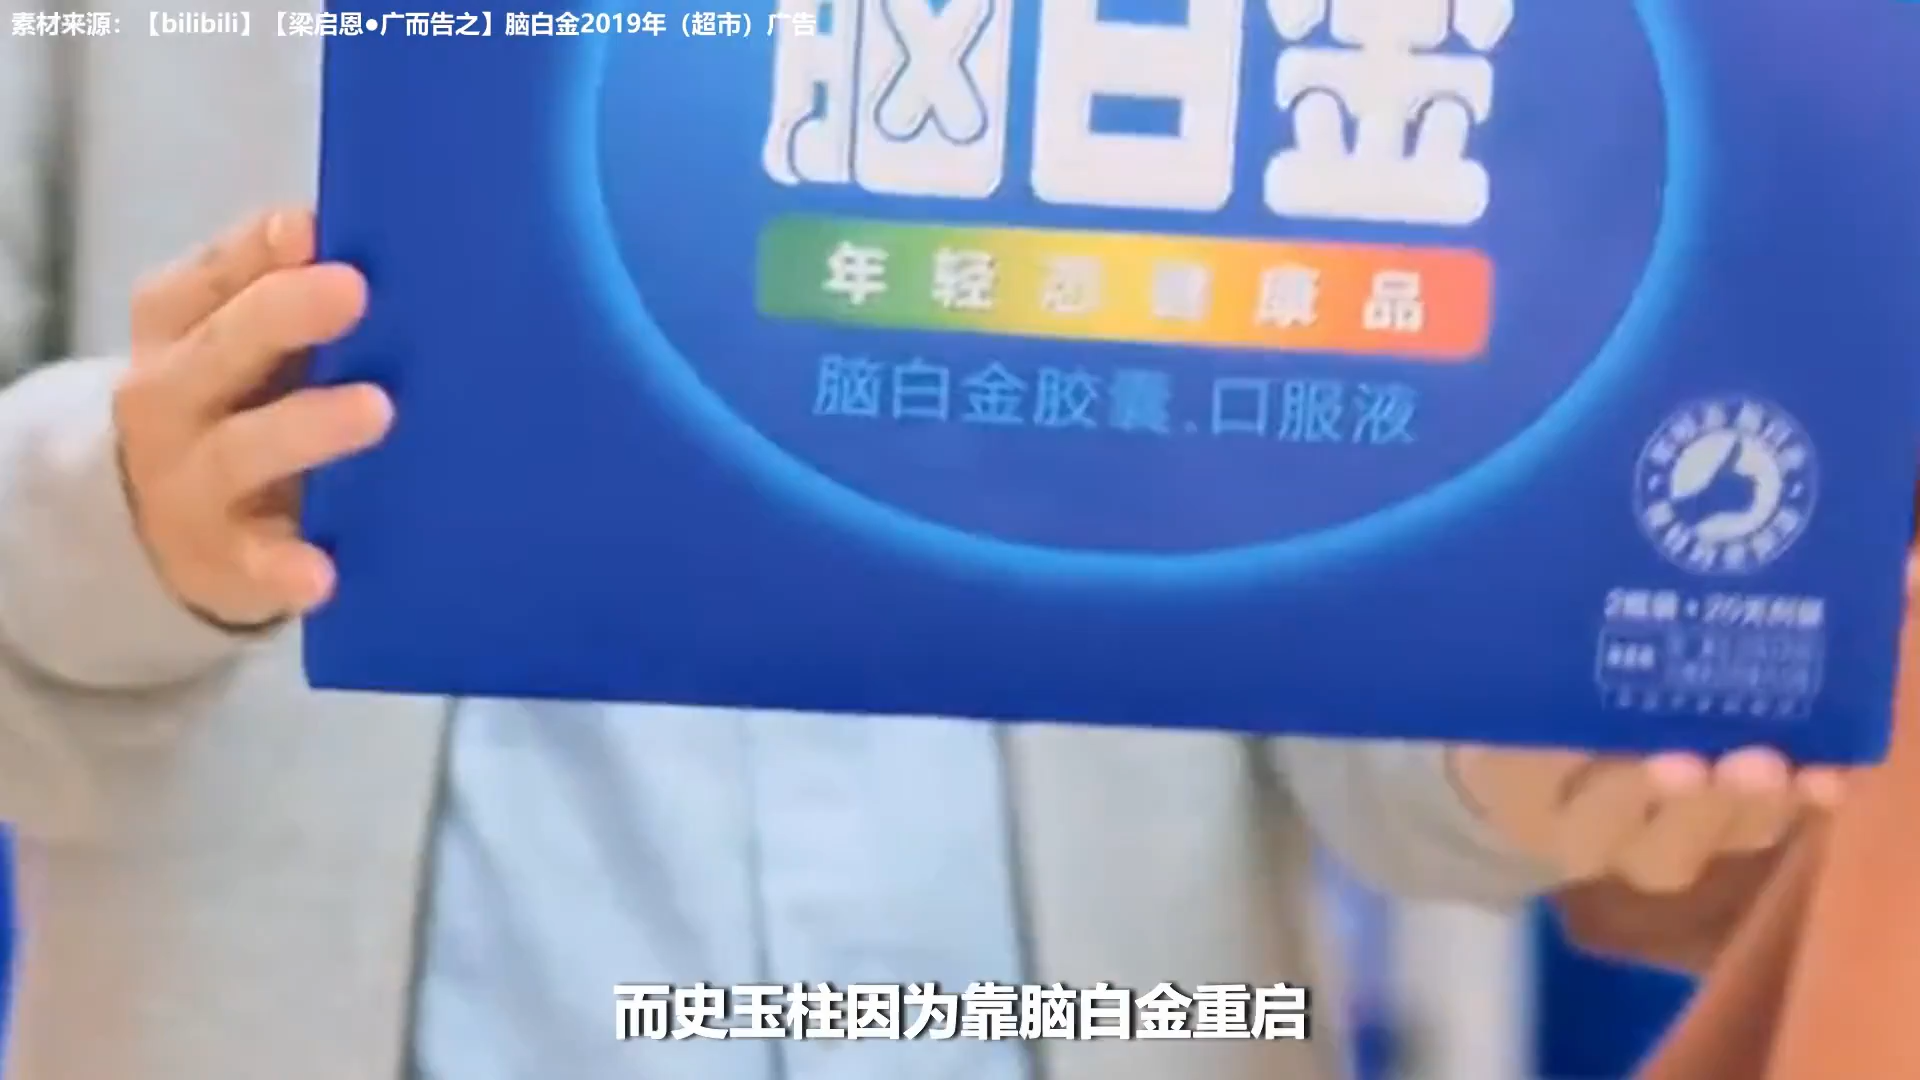 素材来源：【bilibili】【梁启恩●广而告之】脑白金2019年（超市）广告
脑白金
年轻态健康品
脑白金胶囊.口服液
而史玉柱因为靠脑白金重启